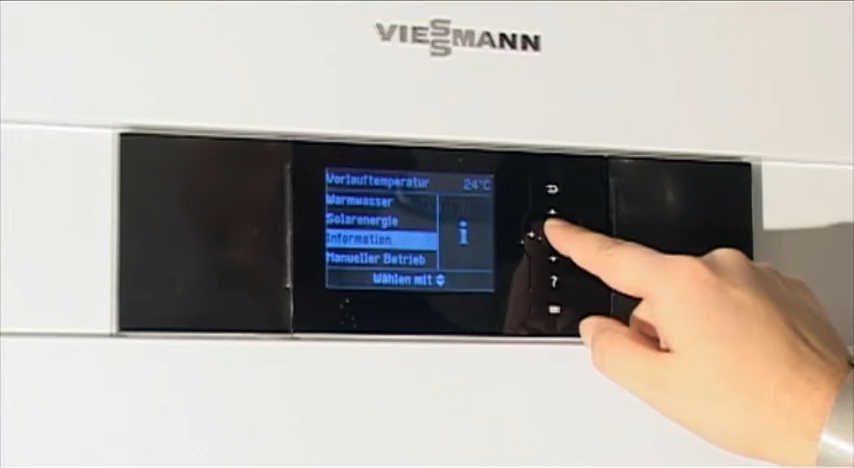 VIESSMANN
Vorlauftemperatur 24°C
Warmwasser
Solarenergie
Information
i
Manueller Betrieb
Wählen mit
?